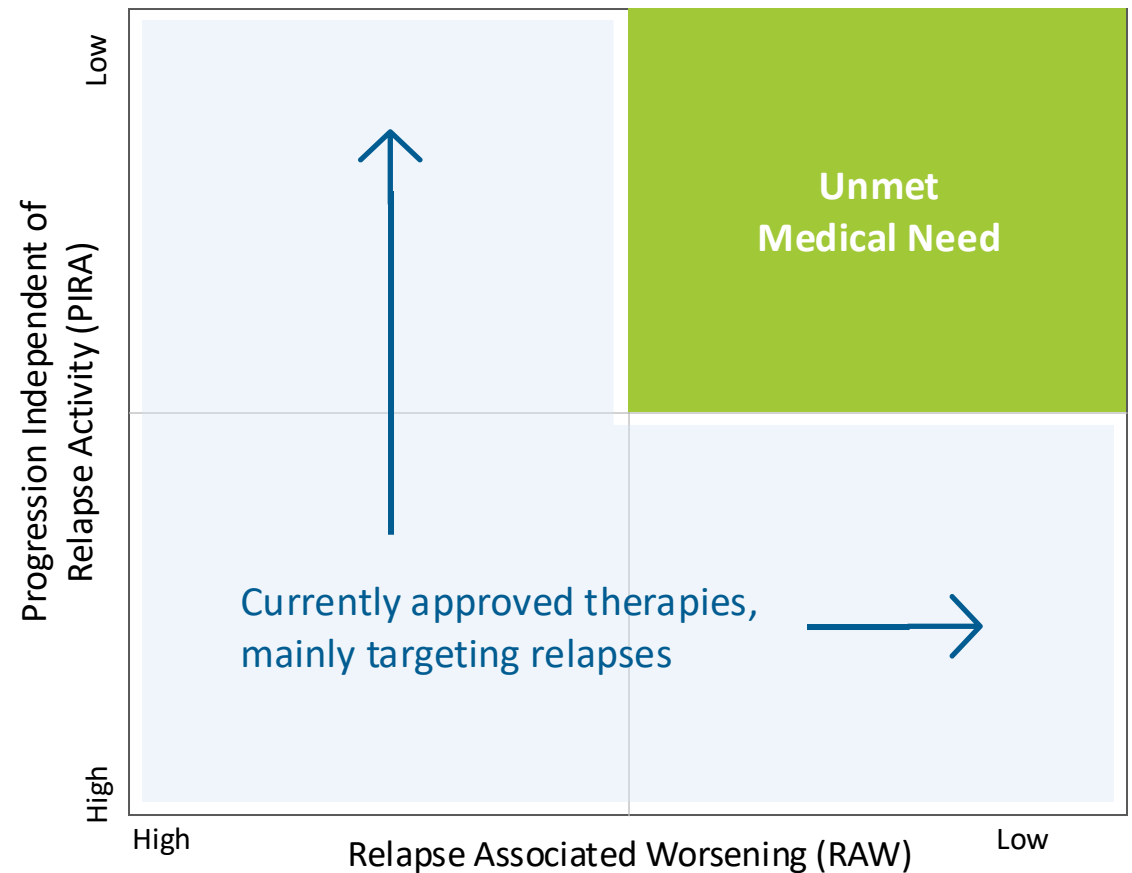 Low
Progression Independent of
Relapse Activity (PIRA)
High
Unmet
Medical Need
Currently approved therapies,
mainly targeting relapses
High
Relapse Associated Worsening (RAW)
Low